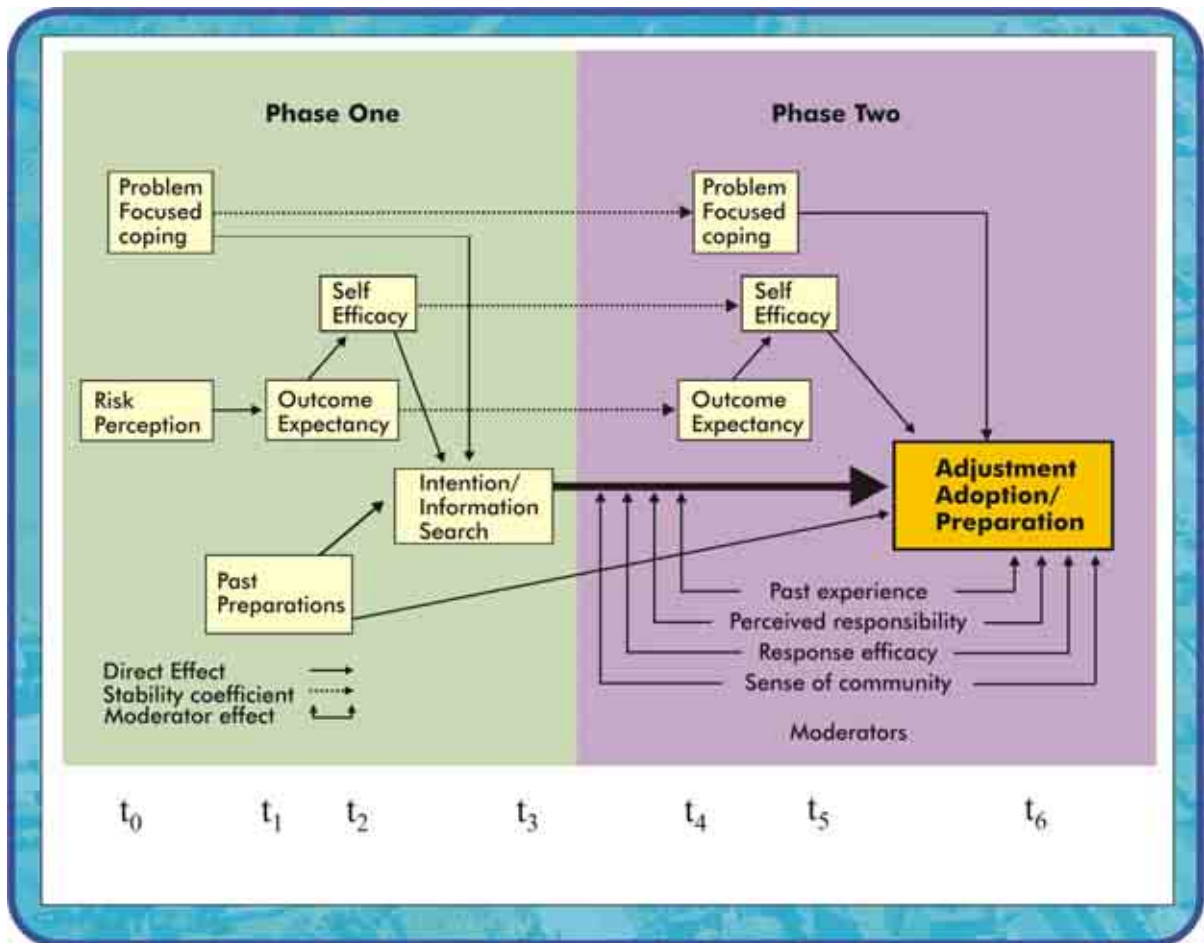 Phase One
Phase Two
Problem
Focused
coping
Problem
Focused
coping
Self
Efficacy
Self
Efficacy
Risk
Perception
Outcome
Expectancy
Outcome
Expectancy
Intention/
Information
Search
Adjustment
Adoption/
Preparation
Past
Preparations
Past experience
Perceived responsibility
Response efficacy
Sense of community
Direct Effect
Stability coefficient
Moderator effect
Moderators
t0 t1 t2 t3 t4 t5 t6